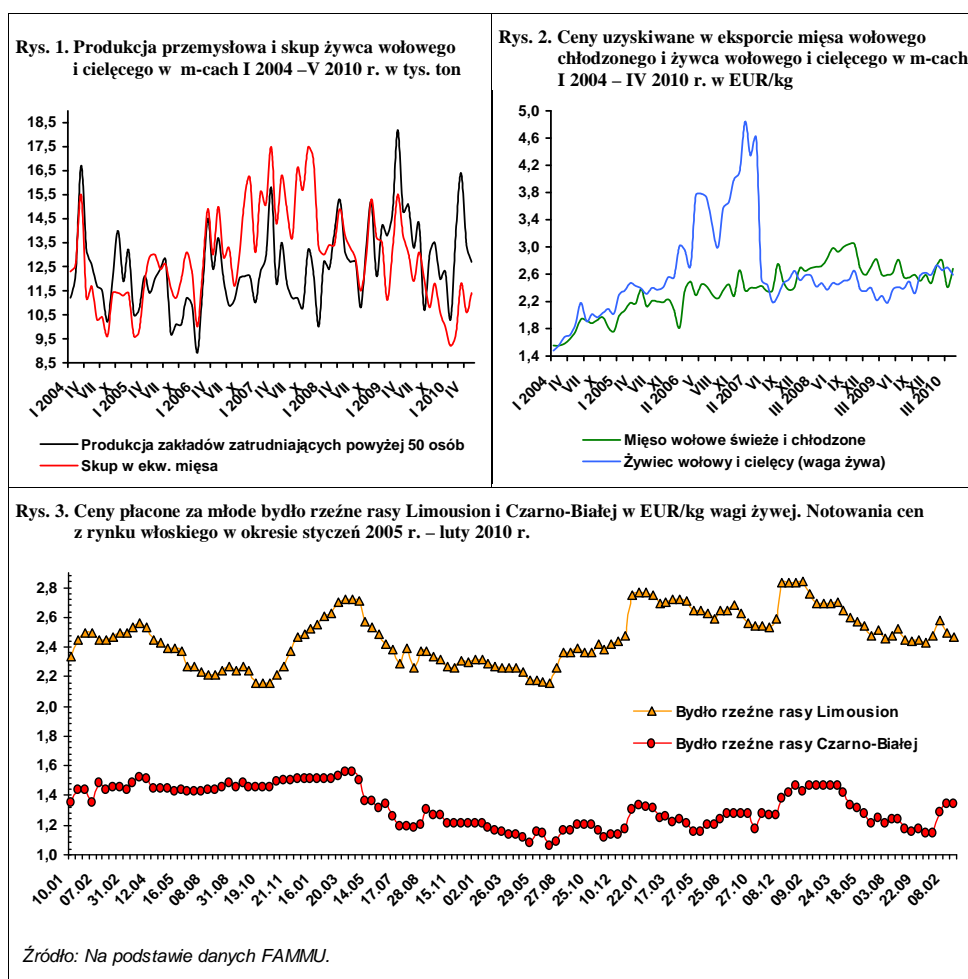 Rys. 1. Produkcja przemysłowa i skup żywca wołowego
i cielęcego w m-cach I 2004 –V 2010 r. w tys. ton
18,5
16,5
14,5
12,5
10,5
8,5
I 2004
IV
VII
X
I 2005
IV
VII
X
I 2006
IV
VII
X
I 2007
IV
VII
X
I 2008
IV
VII
X
I 2009
IV
VII
X
I 2010
IV
Produkcja zakładów zatrudniających powyżej 50 osób
Skup w ekw. mięsa
Rys. 2. Ceny uzyskiwane w eksporcie mięsa wołowego
chłodzonego i żywca wołowego i cielęcego w m-cach
I 2004 – IV 2010 r. w EUR/kg
5,0
4,6
4,2
3,8
3,4
3,0
2,6
2,2
1,8
1,4
I 2004
IV
VII
X
I 2005
IV
VII
XI
II 2006
V
VIII
XI
II 2007
VI
IX
XII
III 2008
VI
IX
XII
III 2009
VI
IX
XII
III 2010
Mięso wołowe świeże i chłodzone
Żywiec wołowy i cielęcy (waga żywa)
Rys. 3. Ceny płacone za młode bydło rzeźne rasy Limousion i Czarno-Białej w EUR/kg wagi żywej. Notowania cen
z rynku włoskiego w okresie styczeń 2005 r. – luty 2010 r.
2,8
2,6
2,4
2,2
2,0
1,8
1,6
1,4
1,2
1,0
Bydło rzeźne rasy Limousion
Bydło rzeźne rasy Czarno-Białej
10.01
07.02
31.02
12.04
16.05
08.08
08.08
31.09
19.10
21.11
16.01
06.02
20.03
14.05
17.07
28.08
15.11
02.01
26.03
29.05
27.08
25.10
10.12
22.01
17.03
27.05
25.08
27.10
08.12
09.02
24.03
18.05
03.08
22.09
08.02
Źródło: Na podstawie danych FAMMU.